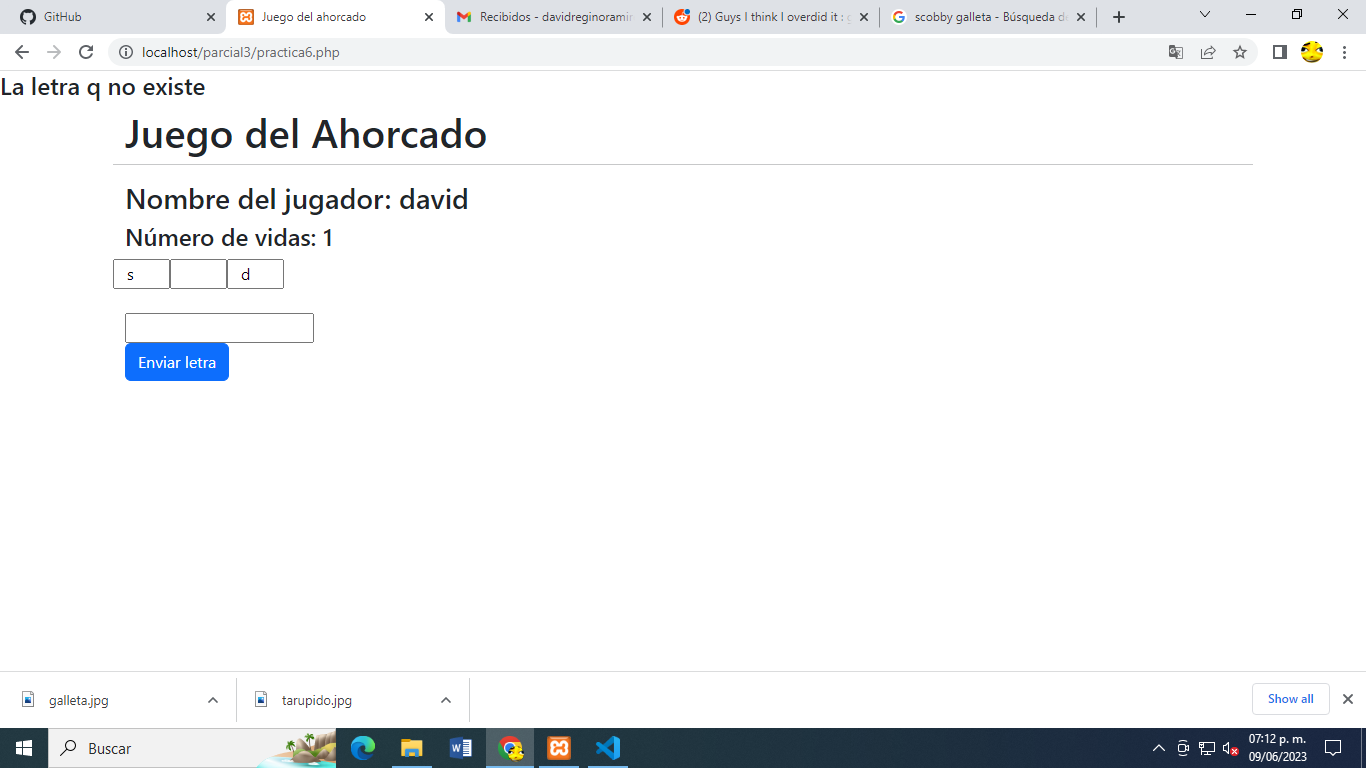 GitHub
Juego del ahorcado
Recibidos - davidreginoramir
(2) Guys I think I overdid it : g
scobby galleta - Búsqueda de
localhost/parcial3/practica6.php
La letra q no existe
Juego del Ahorcado
Nombre del jugador: david
Número de vidas: 1
s d
Enviar letra
galleta.jpg
tarupido.jpg
Show all
Buscar
07:12 p. m.
09/06/2023